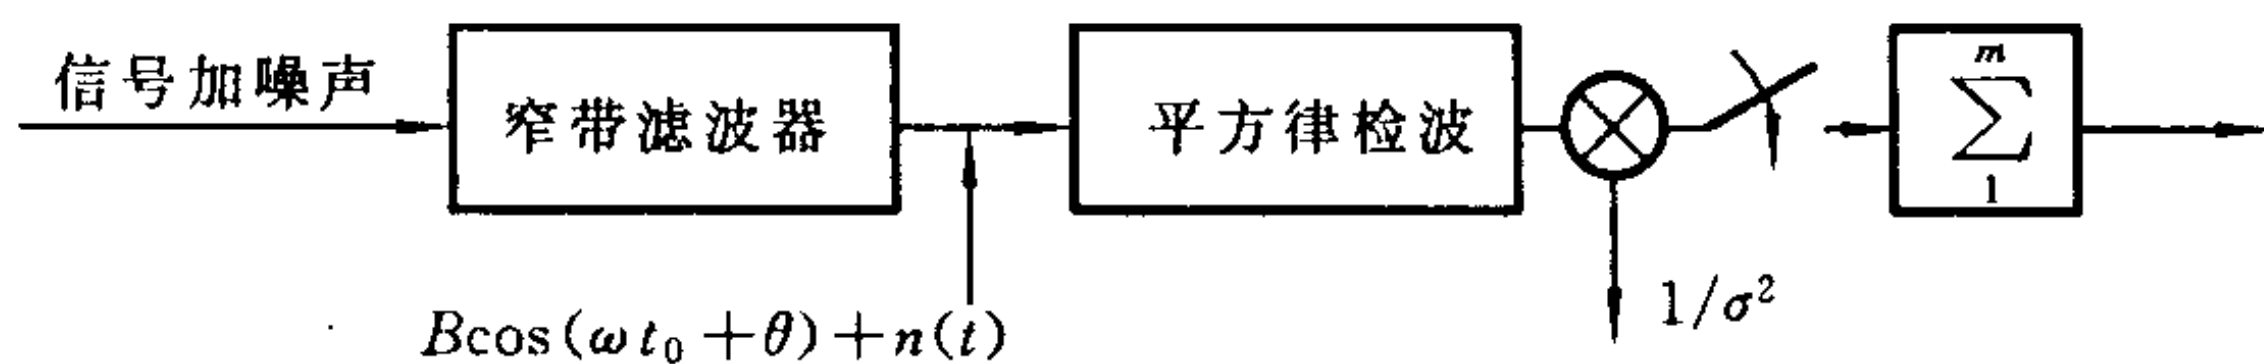 信号加噪声
窄带滤波器
平方律检波
m
∑
1
1/σ²
Bcos(ωt₀+θ)+n(t)